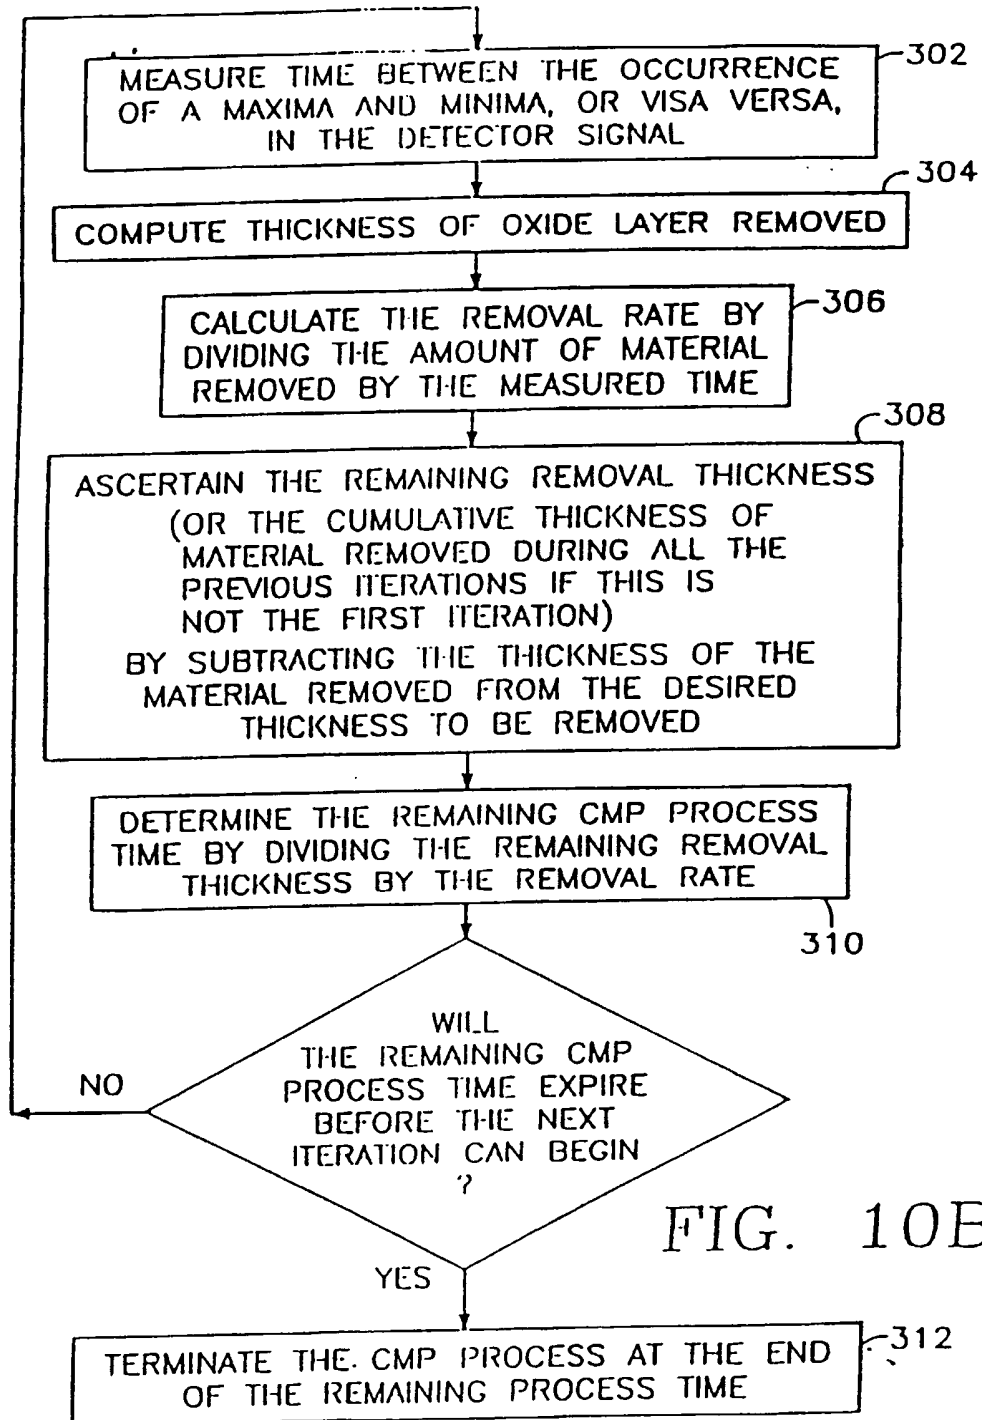 302
MEASURE TIME BETWEEN THE OCCURRENCE
OF A MAXIMA AND MINIMA, OR VISA VERSA,
IN THE DETECTOR SIGNAL
304
COMPUTE THICKNESS OF OXIDE LAYER REMOVED
306
CALCULATE THE REMOVAL RATE BY
DIVIDING THE AMOUNT OF MATERIAL
REMOVED BY THE MEASURED TIME
308
ASCERTAIN THE REMAINING REMOVAL THICKNESS
(OR THE CUMULATIVE THICKNESS OF
MATERIAL REMOVED DURING ALL THE
PREVIOUS ITERATIONS IF THIS IS
NOT THE FIRST ITERATION)
BY SUBTRACTING THE THICKNESS OF THE
MATERIAL REMOVED FROM THE DESIRED
THICKNESS TO BE REMOVED
DETERMINE THE REMAINING CMP PROCESS
TIME BY DIVIDING THE REMAINING REMOVAL
THICKNESS BY THE REMOVAL RATE
310
WILL
THE REMAINING CMP
PROCESS TIME EXPIRE
BEFORE THE NEXT
ITERATION CAN BEGIN
?
NO
FIG. 10B
YES
312
TERMINATE THE CMP PROCESS AT THE END
OF THE REMAINING PROCESS TIME